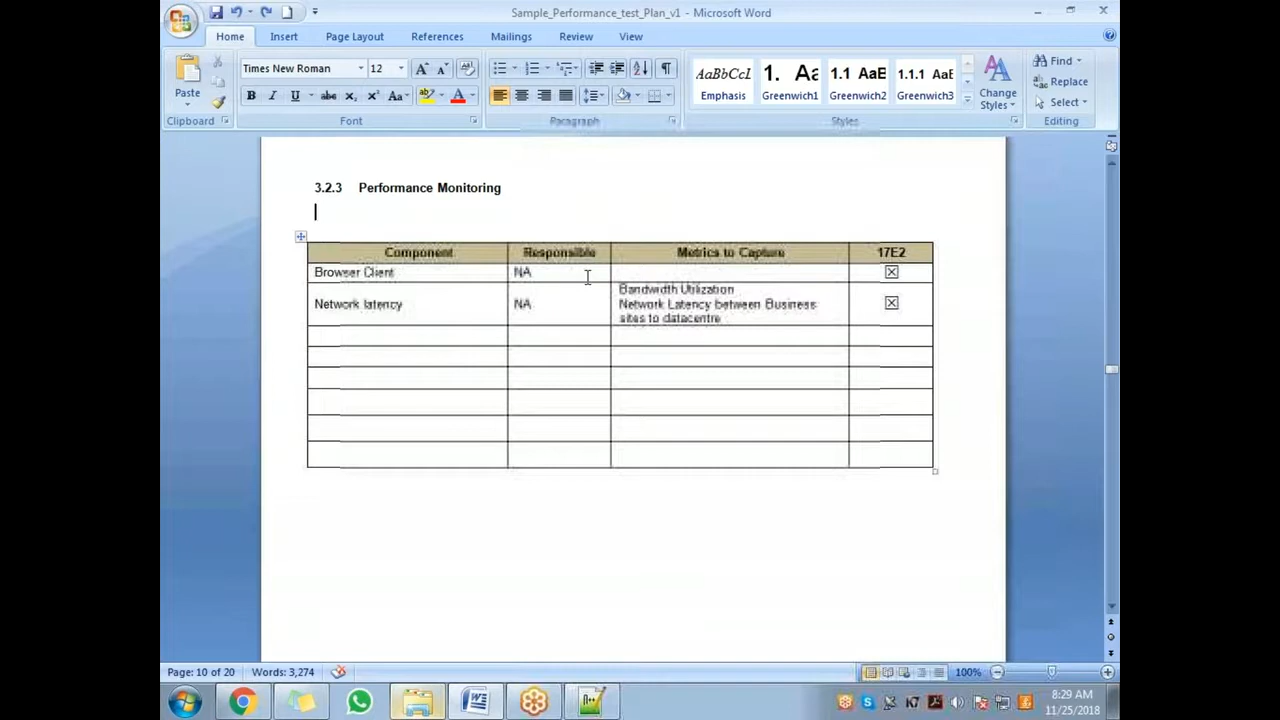 Sample_Performance_test_Plan_v1 - Microsoft Word
Home Insert Page Layout References Mailings Review View
Times New Roman 12
Paste
B I U abc x₂ x² Aa
AaBbCcI 1. Aa 1.1 AaE 1.1.1 AaE
Emphasis Greenwich1 Greenwich2 Greenwich3
Change Styles
Find
Replace
Select
Clipboard Font Paragraph Styles Editing
3.2.3 Performance Monitoring
Component Responsible Metrics to Capture 17E2
Browser Client NA
Network latency NA
Bandwidth Utilization
Network Latency between Business
sites to datacentre
Page: 10 of 20 Words: 3,274 100%
8:29 AM
11/25/2018